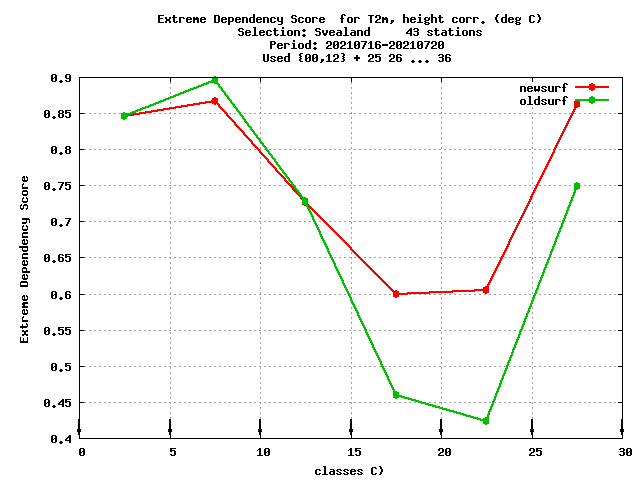 Extreme Dependency Score  for T2m, height corr. (deg C)
Selection: Svealand     43 stations
Period: 20210716-20210720
Used {00,12} + 25 26 ... 36
newsurf
oldsurf
Extreme Dependency Score
0.9
0.85
0.8
0.75
0.7
0.65
0.6
0.55
0.5
0.45
0.4
0 5 10 15 20 25 30
classes C)